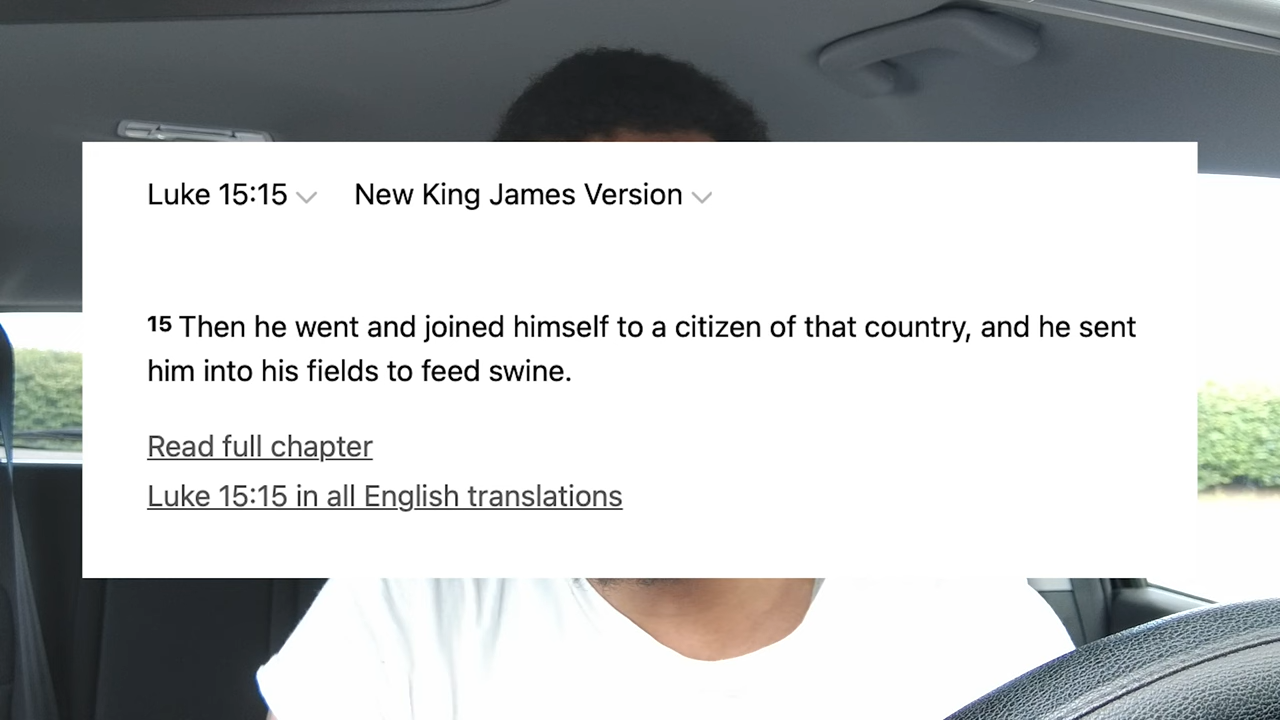 Luke 15:15 New King James Version
15 Then he went and joined himself to a citizen of that country, and he sent
him into his fields to feed swine.
Read full chapter
Luke 15:15 in all English translations